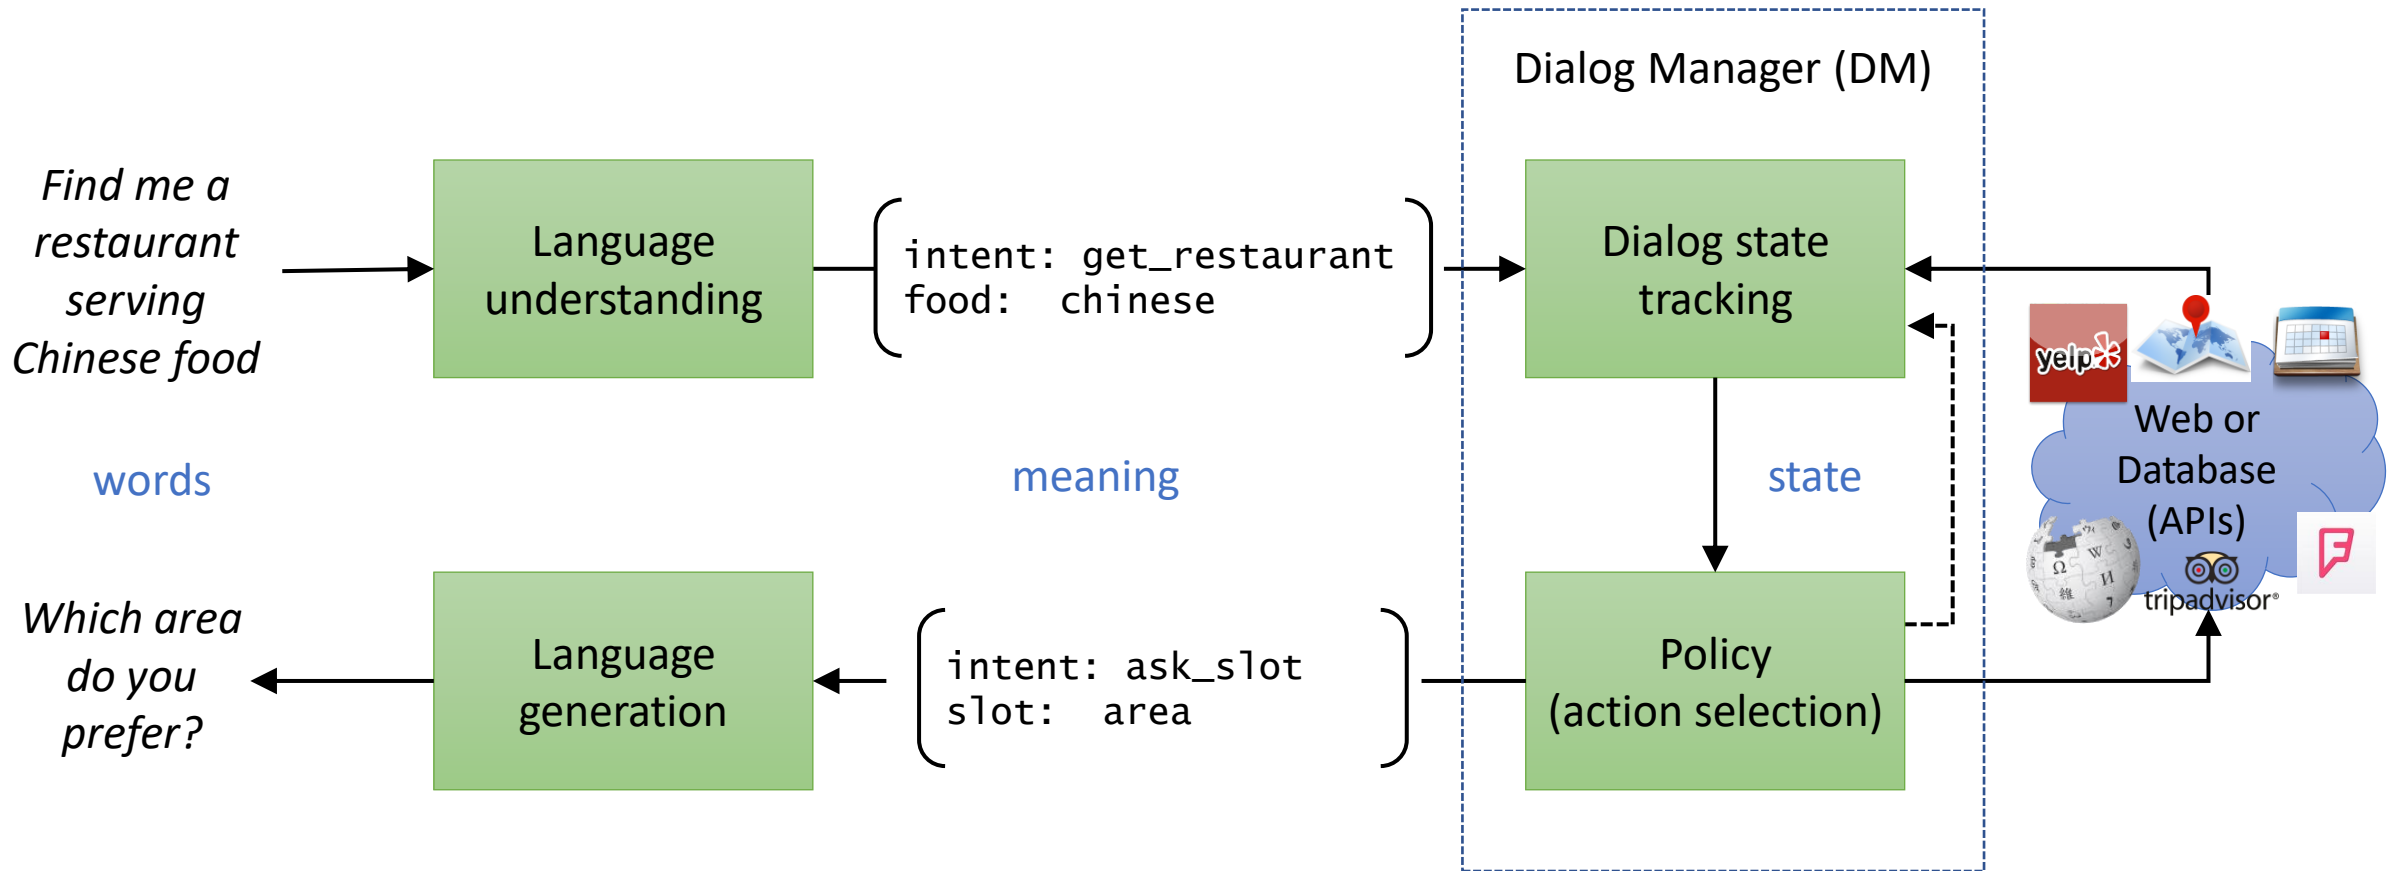 Dialog Manager (DM)
Find me a
restaurant
serving
Chinese food
Language
understanding
intent: get_restaurant
food:  chinese
Dialog state
tracking
yelp
Web or
Database
(APIs)
words
meaning
state
Which area
do you
prefer?
Language
generation
intent: ask_slot
slot:  area
Policy
(action selection)
Ω
W
И
維
tripadvisor®